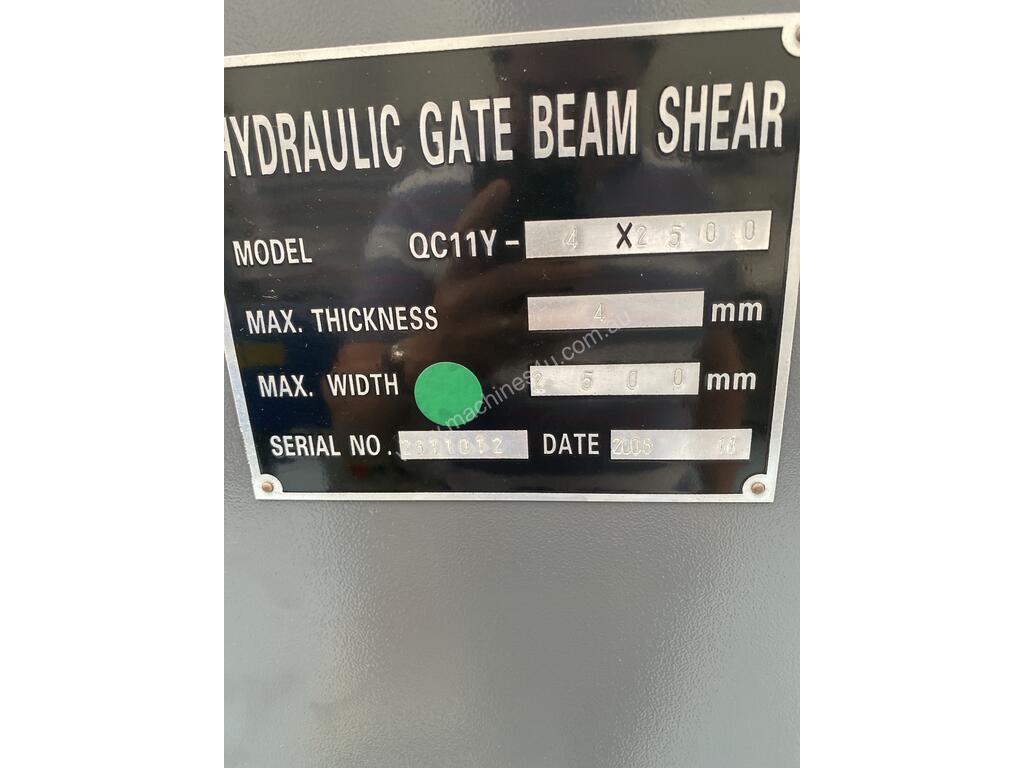 HYDRAULIC GATE BEAM SHEAR
MODEL QC11Y- 4 X2500
MAX. THICKNESS 4 mm
MAX. WIDTH 2500 mm
SERIAL NO. DATE
machines4u.com.au